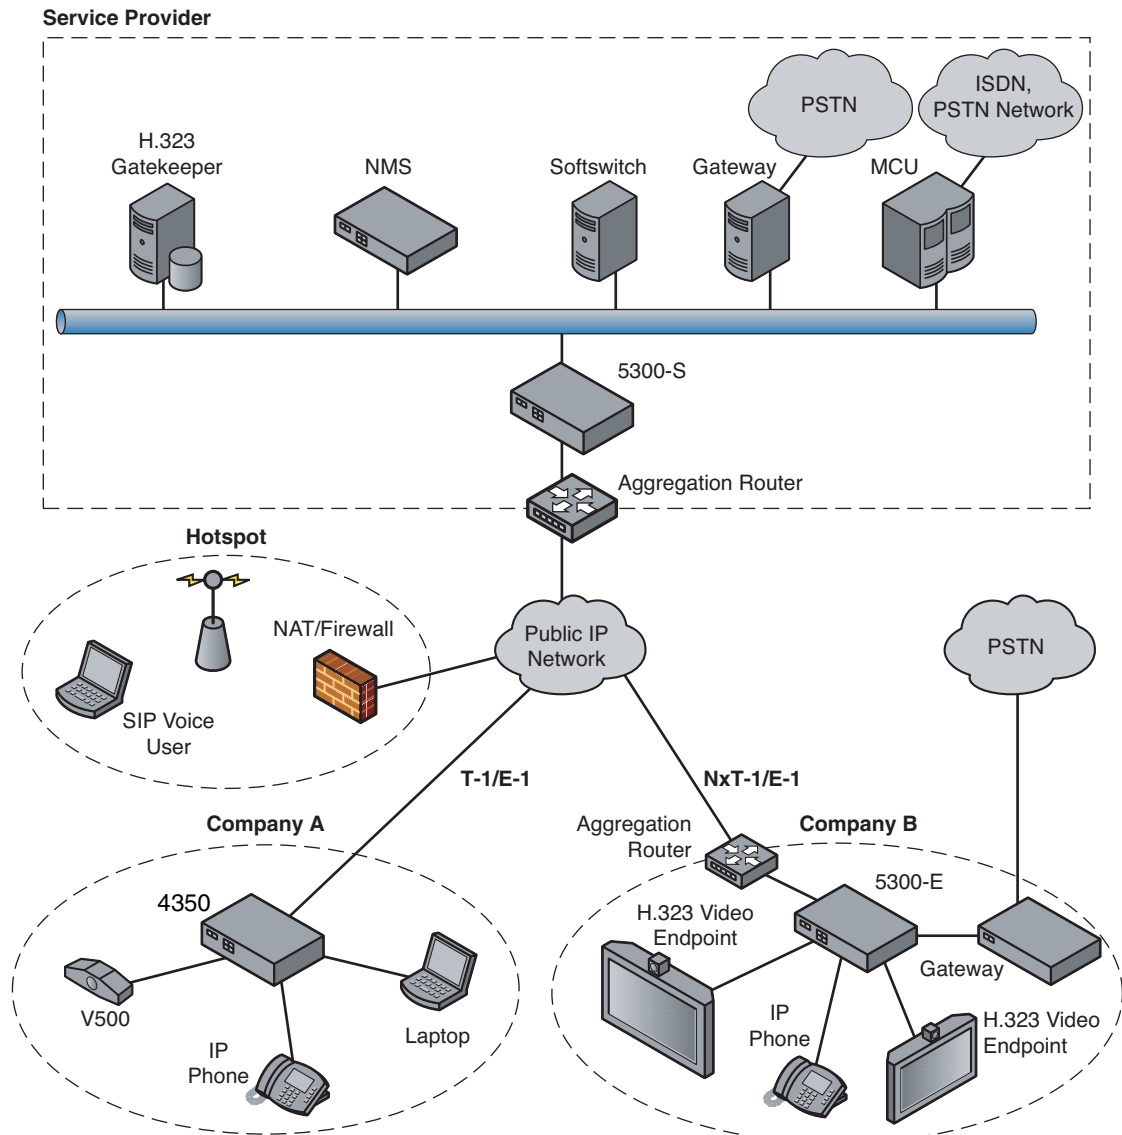 Service Provider
PSTN
ISDN,
PSTN Network
H.323
Gatekeeper
NMS
Softswitch
Gateway
MCU
5300-S
Aggregation Router
Hotspot
NAT/Firewall
SIP Voice
User
Public IP
Network
PSTN
T-1/E-1
NxT-1/E-1
Company A
4350
V500
IP
Phone
Laptop
Aggregation
Router
Company B
5300-E
H.323 Video
Endpoint
Gateway
IP
Phone
H.323 Video
Endpoint